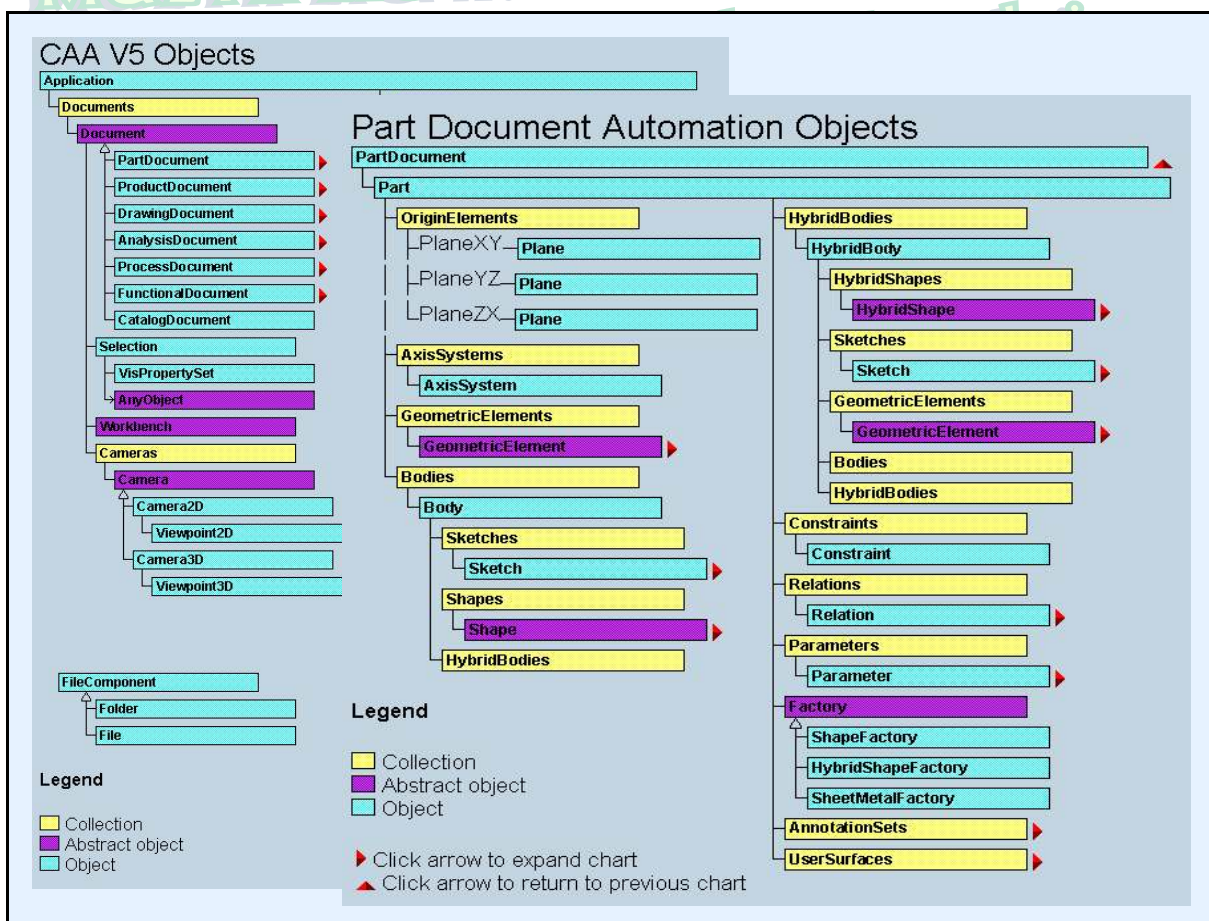 CAA V5 Objects
Application
Documents
Document
PartDocument
ProductDocument
DrawingDocument
AnalysisDocument
ProcessDocument
FunctionalDocument
CatalogDocument
Selection
VisPropertySet
AnyObject
Workbench
Cameras
Camera
Camera2D
Viewpoint2D
Camera3D
Viewpoint3D
FileComponent
Folder
File
Legend
Collection
Abstract object
Object
Part Document Automation Objects
PartDocument
Part
OriginElements
PlaneXY Plane
PlaneYZ Plane
PlaneZX Plane
AxisSystems
AxisSystem
GeometricElements
GeometricElement
Bodies
Body
Sketches
Sketch
Shapes
Shape
HybridBodies
HybridBodies
HybridBody
HybridShapes
HybridShape
Sketches
Sketch
GeometricElements
GeometricElement
Bodies
HybridBodies
Constraints
Constraint
Relations
Relation
Parameters
Parameter
Factory
ShapeFactory
HybridShapeFactory
SheetMetalFactory
AnnotationSets
UserSurfaces
Legend
Collection
Abstract object
Object
Click arrow to expand chart
Click arrow to return to previous chart